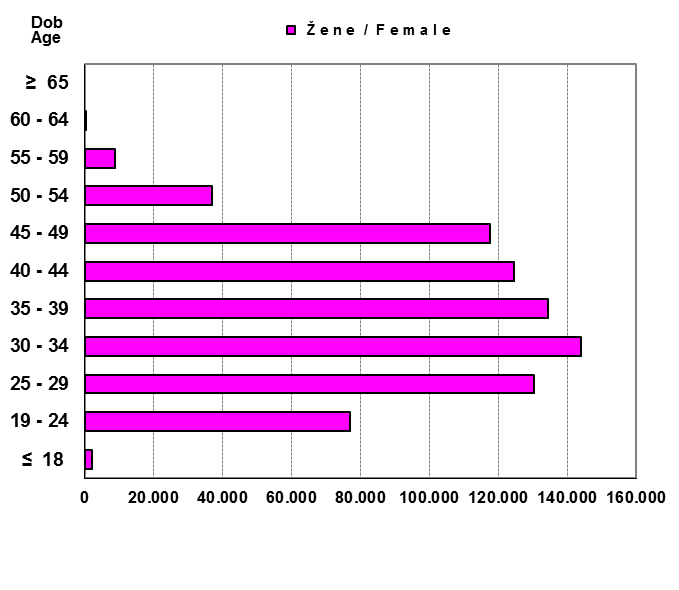 Dob
Age
Žene / Female
≥ 65
60 - 64
55 - 59
50 - 54
45 - 49
40 - 44
35 - 39
30 - 34
25 - 29
19 - 24
≤ 18
0 20.000 40.000 60.000 80.000 100.000 120.000 140.000 160.000